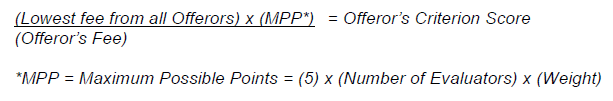 (Lowest fee from all Offerors) x (MPP*)   = Offeror’s Criterion Score
(Offeror’s Fee)
*MPP = Maximum Possible Points = (5) x (Number of Evaluators) x (Weight)